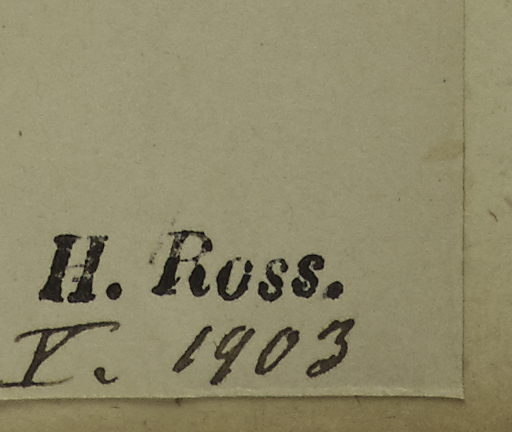 H. Ross.
V. 1903